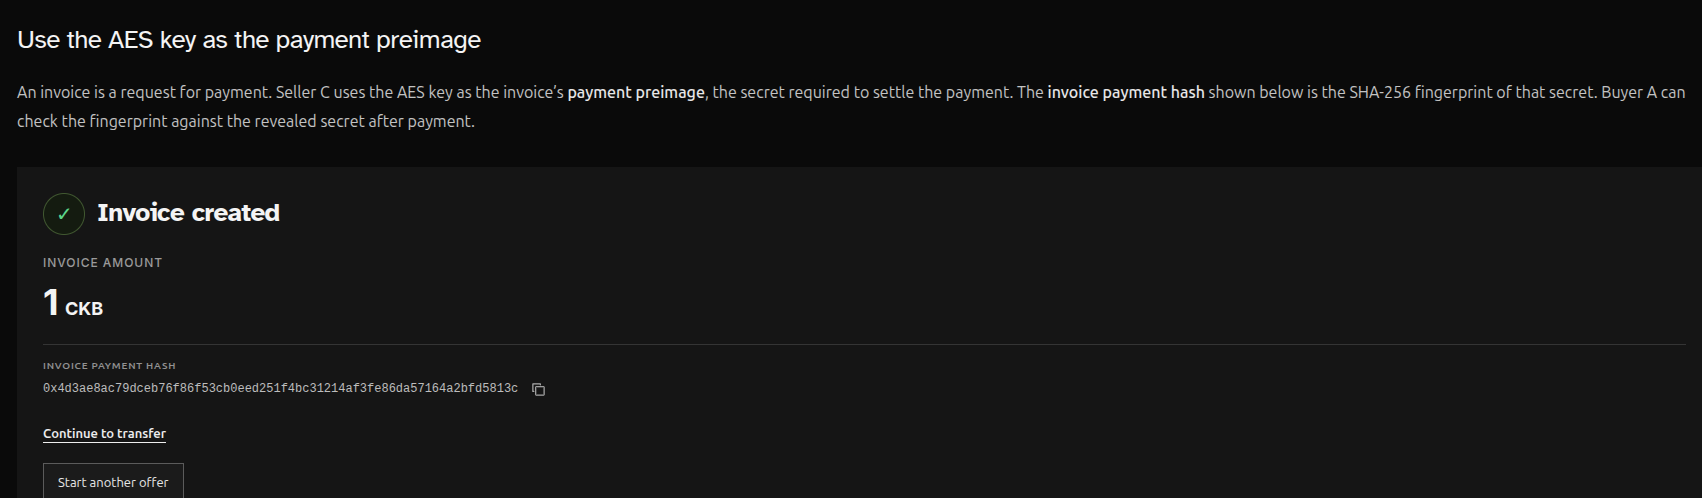 Use the AES key as the payment preimage
An invoice is a request for payment. Seller C uses the AES key as the invoice’s payment preimage, the secret required to settle the payment. The invoice payment hash shown below is the SHA-256 fingerprint of that secret. Buyer A can
check the fingerprint against the revealed secret after payment.
✓ Invoice created
INVOICE AMOUNT
1 CKB
INVOICE PAYMENT HASH
0x4d3ae8ac79dceb76f86f53cb0eed251f4bc31214af3fe86da57164a2bfd5813c
Continue to transfer
Start another offer